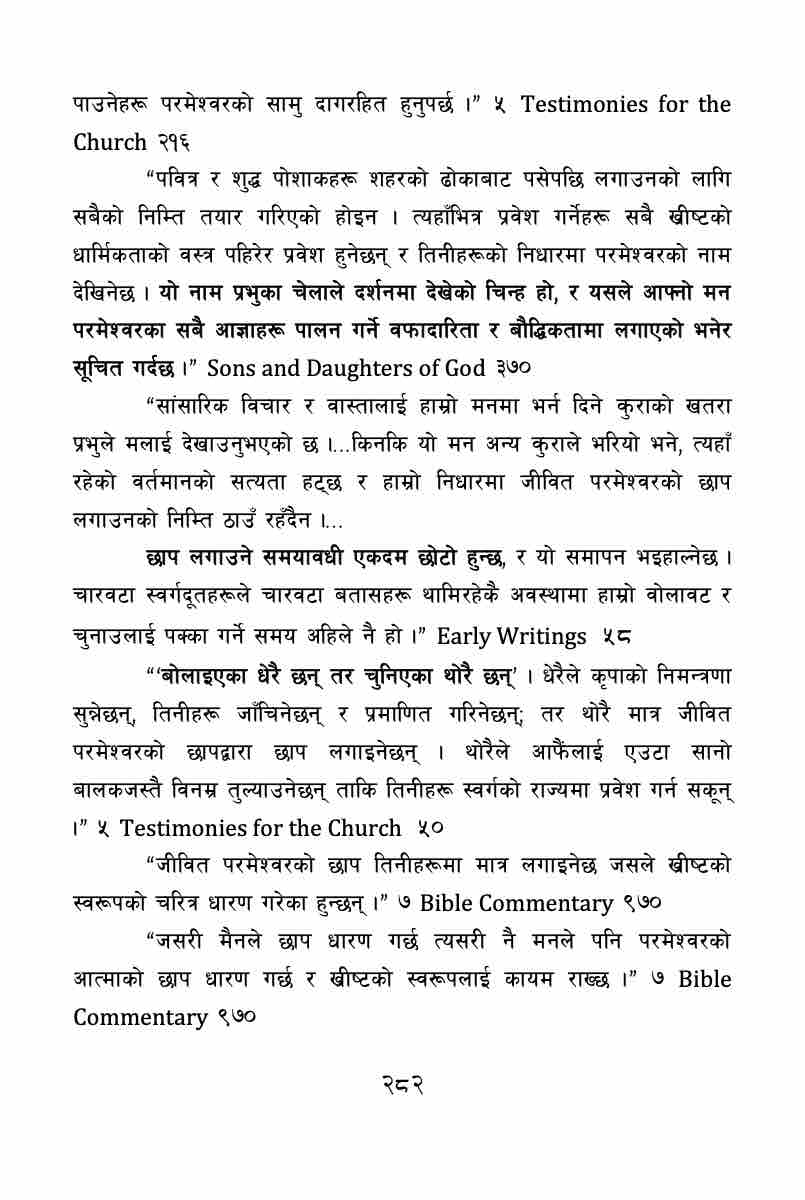 पाउनेहरू परमेश्वरको सामु दागरहित हुनुपर्छ ।” ५ Testimonies for the
Church २१६
“पवित्र र शुद्ध पोशाकहरू शहरको ढोकाबाट पसेपछि लगाउनको लागि
सबैको निम्ति तयार गरिएको होइन । त्यहाँभित्र प्रवेश गर्नेहरू सबै ख्रीष्टको
धार्मिकताको वस्त्र पहिरेर प्रवेश हुनेछन् र तिनीहरूको निधारमा परमेश्वरको नाम
देखिनेछ । यो नाम प्रभुका चेलाले दर्शनमा देखेको चिन्ह हो, र यसले आफ्नो मन
परमेश्वरका सबै आज्ञाहरू पालन गर्ने वफादारिता र बौद्धिकतामा लगाएको भनेर
सूचित गर्दछ ।” Sons and Daughters of God ३७०
“सांसारिक विचार र वास्तालाई हाम्रो मनमा भर्न दिने कुराको खतरा
प्रभुले मलाई देखाउनुभएको छ ।…किनकि यो मन अन्य कुराले भरियो भने, त्यहाँ
रहेको वर्तमानको सत्यता हट्छ र हाम्रो निधारमा जीवित परमेश्वरको छाप
लगाउनको निम्ति ठाउँ रहँदैन ।…
छाप लगाउने समयावधी एकदम छोटो हुन्छ, र यो समापन भइहाल्नेछ ।
चारवटा स्वर्गदूतहरूले चारवटा बतासहरू थामिरहेकै अवस्थामा हाम्रो वोलावट र
चुनाउलाई पक्का गर्ने समय अहिले नै हो ।” Early Writings ५८
“‘बोलाइएका धेरै छन् तर चुनिएका थोरै छन्’ । धेरैले कृपाको निमन्त्रणा
सुन्नेछन्, तिनीहरू जाँचिनेछन् र प्रमाणित गरिनेछन्; तर थोरै मात्र जीवित
परमेश्वरको छापद्वारा छाप लगाइनेछन् । थोरैले आफैंलाई एउटा सानो
बालकजस्तै विनम्र तुल्याउनेछन् ताकि तिनीहरू स्वर्गको राज्यमा प्रवेश गर्न सकून्
।” ५ Testimonies for the Church ५०
“जीवित परमेश्वरको छाप तिनीहरूमा मात्र लगाइनेछ जसले ख्रीष्टको
स्वरूपको चरित्र धारण गरेका हुन्छन् ।” ७ Bible Commentary ९७०
“जसरी मैनले छाप धारण गर्छ त्यसरी नै मनले पनि परमेश्वरको
आत्माको छाप धारण गर्छ र ख्रीष्टको स्वरूपलाई कायम राख्छ ।” ७ Bible
Commentary ९७०
२८२